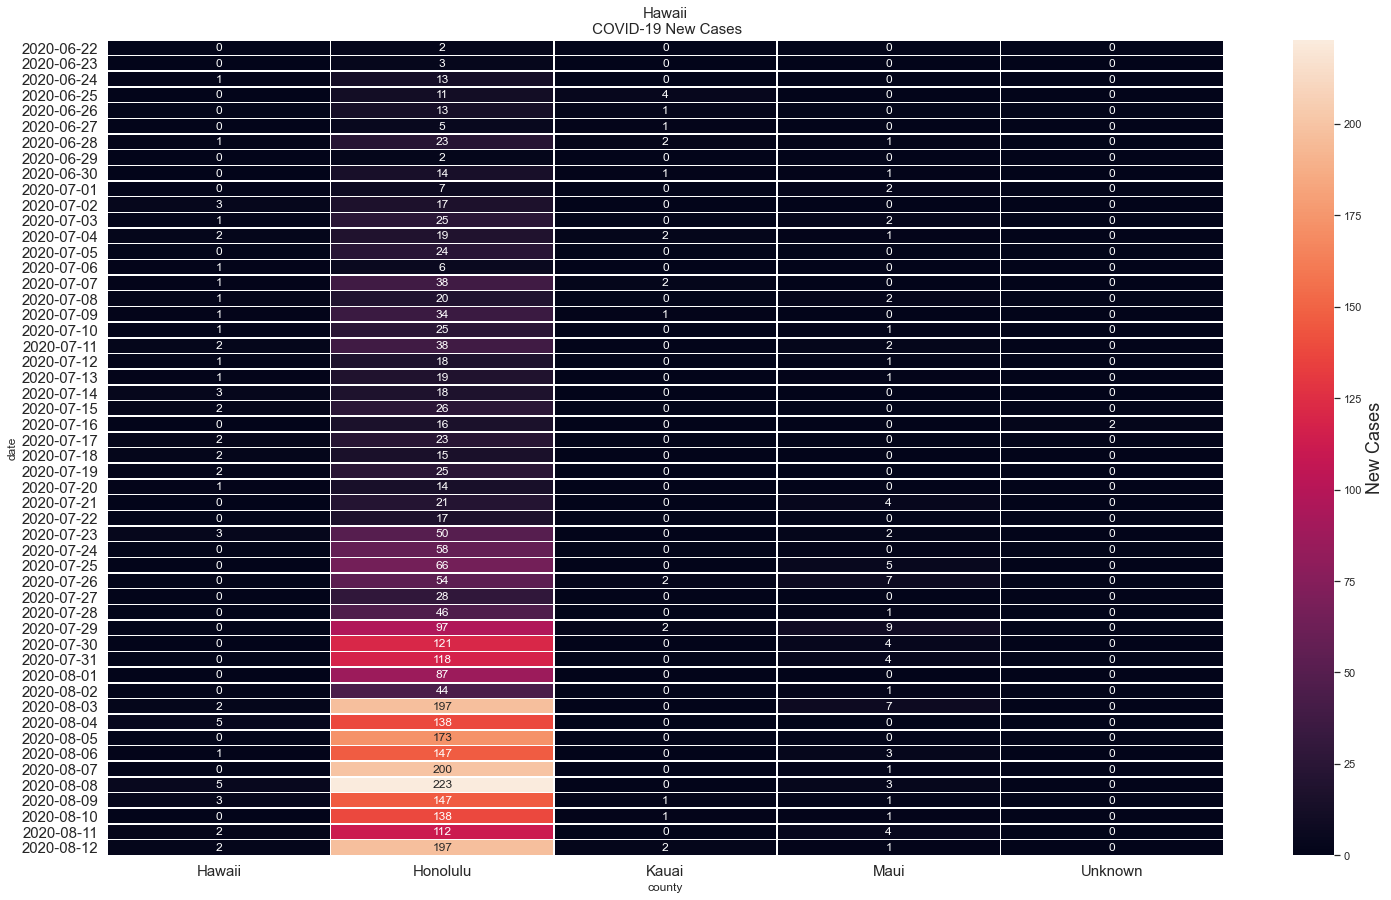 Hawaii
COVID-19 New Cases
2020-06-22 0 2 0 0 0
2020-06-23 0 3 0 0 0
2020-06-24 1 13 0 0 0
2020-06-25 0 11 4 0 0
2020-06-26 0 13 1 0 0
2020-06-27 0 5 1 0 0
2020-06-28 1 23 2 1 0
2020-06-29 0 2 0 0 0
2020-06-30 0 14 1 1 0
2020-07-01 0 7 0 2 0
2020-07-02 3 17 0 0 0
2020-07-03 1 25 0 2 0
2020-07-04 2 19 2 1 0
2020-07-05 0 24 0 0 0
2020-07-06 1 6 0 0 0
2020-07-07 1 38 2 0 0
2020-07-08 1 20 0 2 0
2020-07-09 1 34 1 0 0
2020-07-10 1 25 0 1 0
2020-07-11 2 38 0 2 0
2020-07-12 1 18 0 1 0
2020-07-13 1 19 0 1 0
2020-07-14 3 18 0 0 0
2020-07-15 2 26 0 0 0
2020-07-16 0 16 0 0 2
2020-07-17 2 23 0 0 0
2020-07-18 2 15 0 0 0
2020-07-19 2 25 0 0 0
2020-07-20 1 14 0 0 0
2020-07-21 0 21 0 4 0
2020-07-22 0 17 0 0 0
2020-07-23 3 50 0 2 0
2020-07-24 0 58 0 0 0
2020-07-25 0 66 0 5 0
2020-07-26 0 54 2 7 0
2020-07-27 0 28 0 0 0
2020-07-28 0 46 0 1 0
2020-07-29 0 97 2 9 0
2020-07-30 0 121 0 4 0
2020-07-31 0 118 0 4 0
2020-08-01 0 87 0 0 0
2020-08-02 0 44 0 1 0
2020-08-03 2 197 0 7 0
2020-08-04 5 138 0 0 0
2020-08-05 0 173 0 0 0
2020-08-06 1 147 0 3 0
2020-08-07 0 200 0 1 0
2020-08-08 5 223 0 3 0
2020-08-09 3 147 1 1 0
2020-08-10 0 138 1 1 0
2020-08-11 2 112 0 4 0
2020-08-12 2 197 2 1 0
Hawaii Honolulu Kauai Maui Unknown
county
date
200
175
150
125
100
75
50
25
0
New Cases